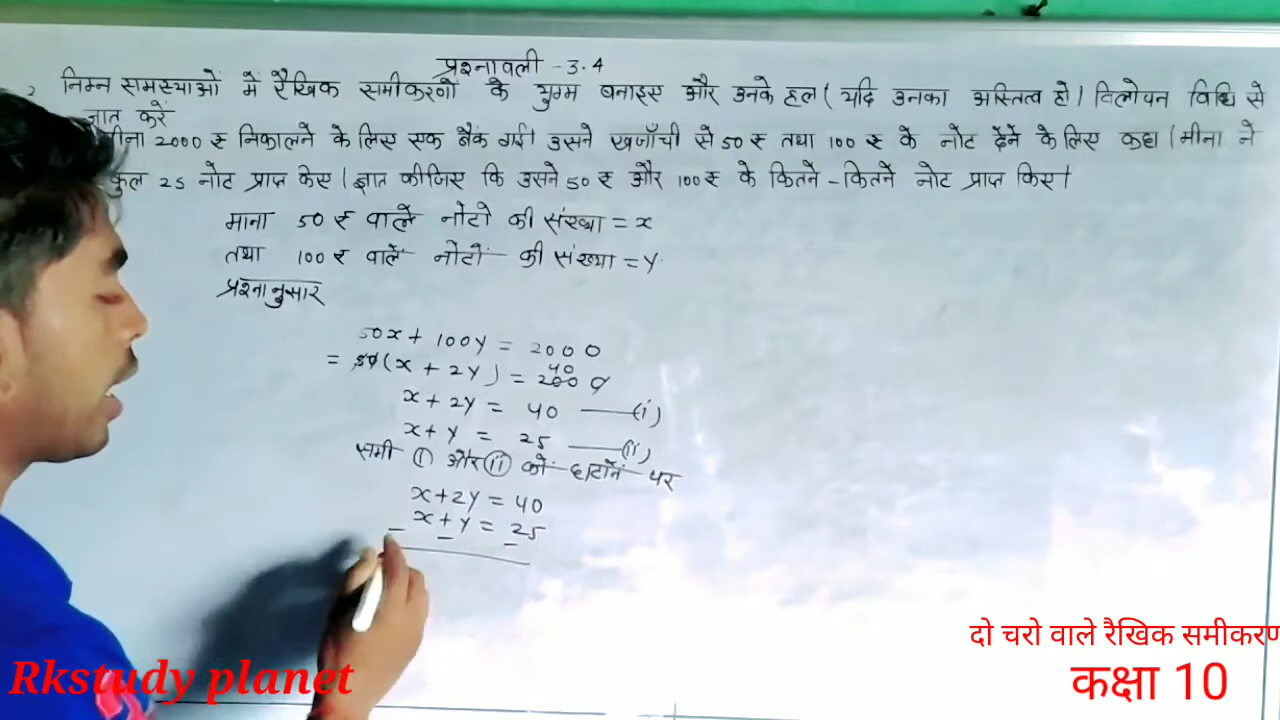 प्रश्नावली - 3.4
2 निम्न समस्याओं में रैखिक समीकरणों के युग्म बनाइए और उनके हल ( यदि उनका अस्तित्व हो ) विलोपन विधि से
ज्ञात करें
मीना 2000 ₹ निकालने के लिए एक बैंक गई। उसने खजाँची से 50 ₹ तथा 100 ₹ के नोट देने के लिए कहा। मीना ने
कुल 25 नोट प्राप्त किए। ज्ञात कीजिए कि उसने 50 ₹ और 100 ₹ के कितने - कितने नोट प्राप्त किए।
माना 50 ₹ वाले नोटों की संख्या = x
तथा 100 ₹ वाले नोटों की संख्या = y
प्रश्नानुसार
50x + 100y = 2000
40
= 50 (x + 2y) = 2000
x + 2y = 40 —(i)
x + y = 25 —(ii)
समी (i) और (ii) को घटाने पर
x + 2y = 40
x + y = 25
- - -
दो चरो वाले रैखिक समीकरण
Rkstudy planet
कक्षा 10